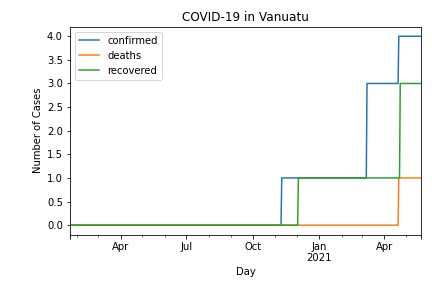 COVID-19 in Vanuatu
confirmed
deaths
recovered
Number of Cases
4.0
3.5
3.0
2.5
2.0
1.5
1.0
0.5
0.0
Apr
Jul
Oct
Jan
2021
Apr
Day